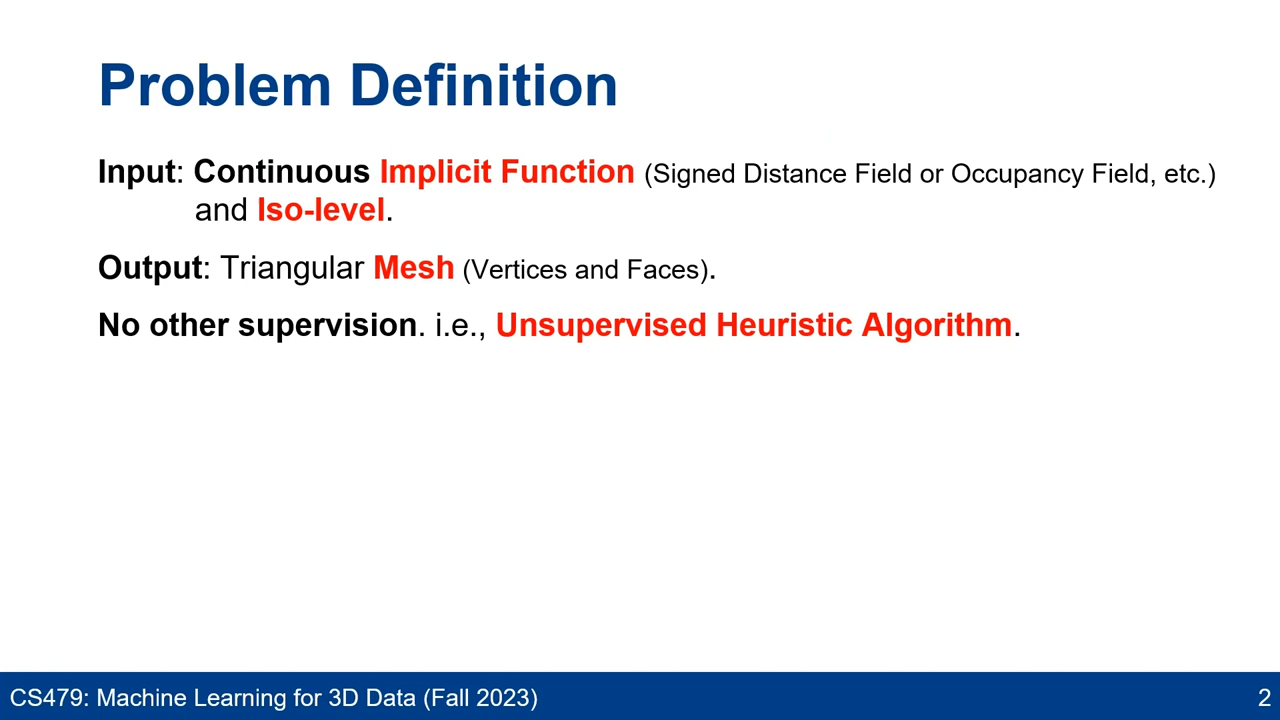 Problem Definition
Input: Continuous Implicit Function (Signed Distance Field or Occupancy Field, etc.)
and Iso-level.
Output: Triangular Mesh (Vertices and Faces).
No other supervision. i.e., Unsupervised Heuristic Algorithm.
CS479: Machine Learning for 3D Data (Fall 2023)
2